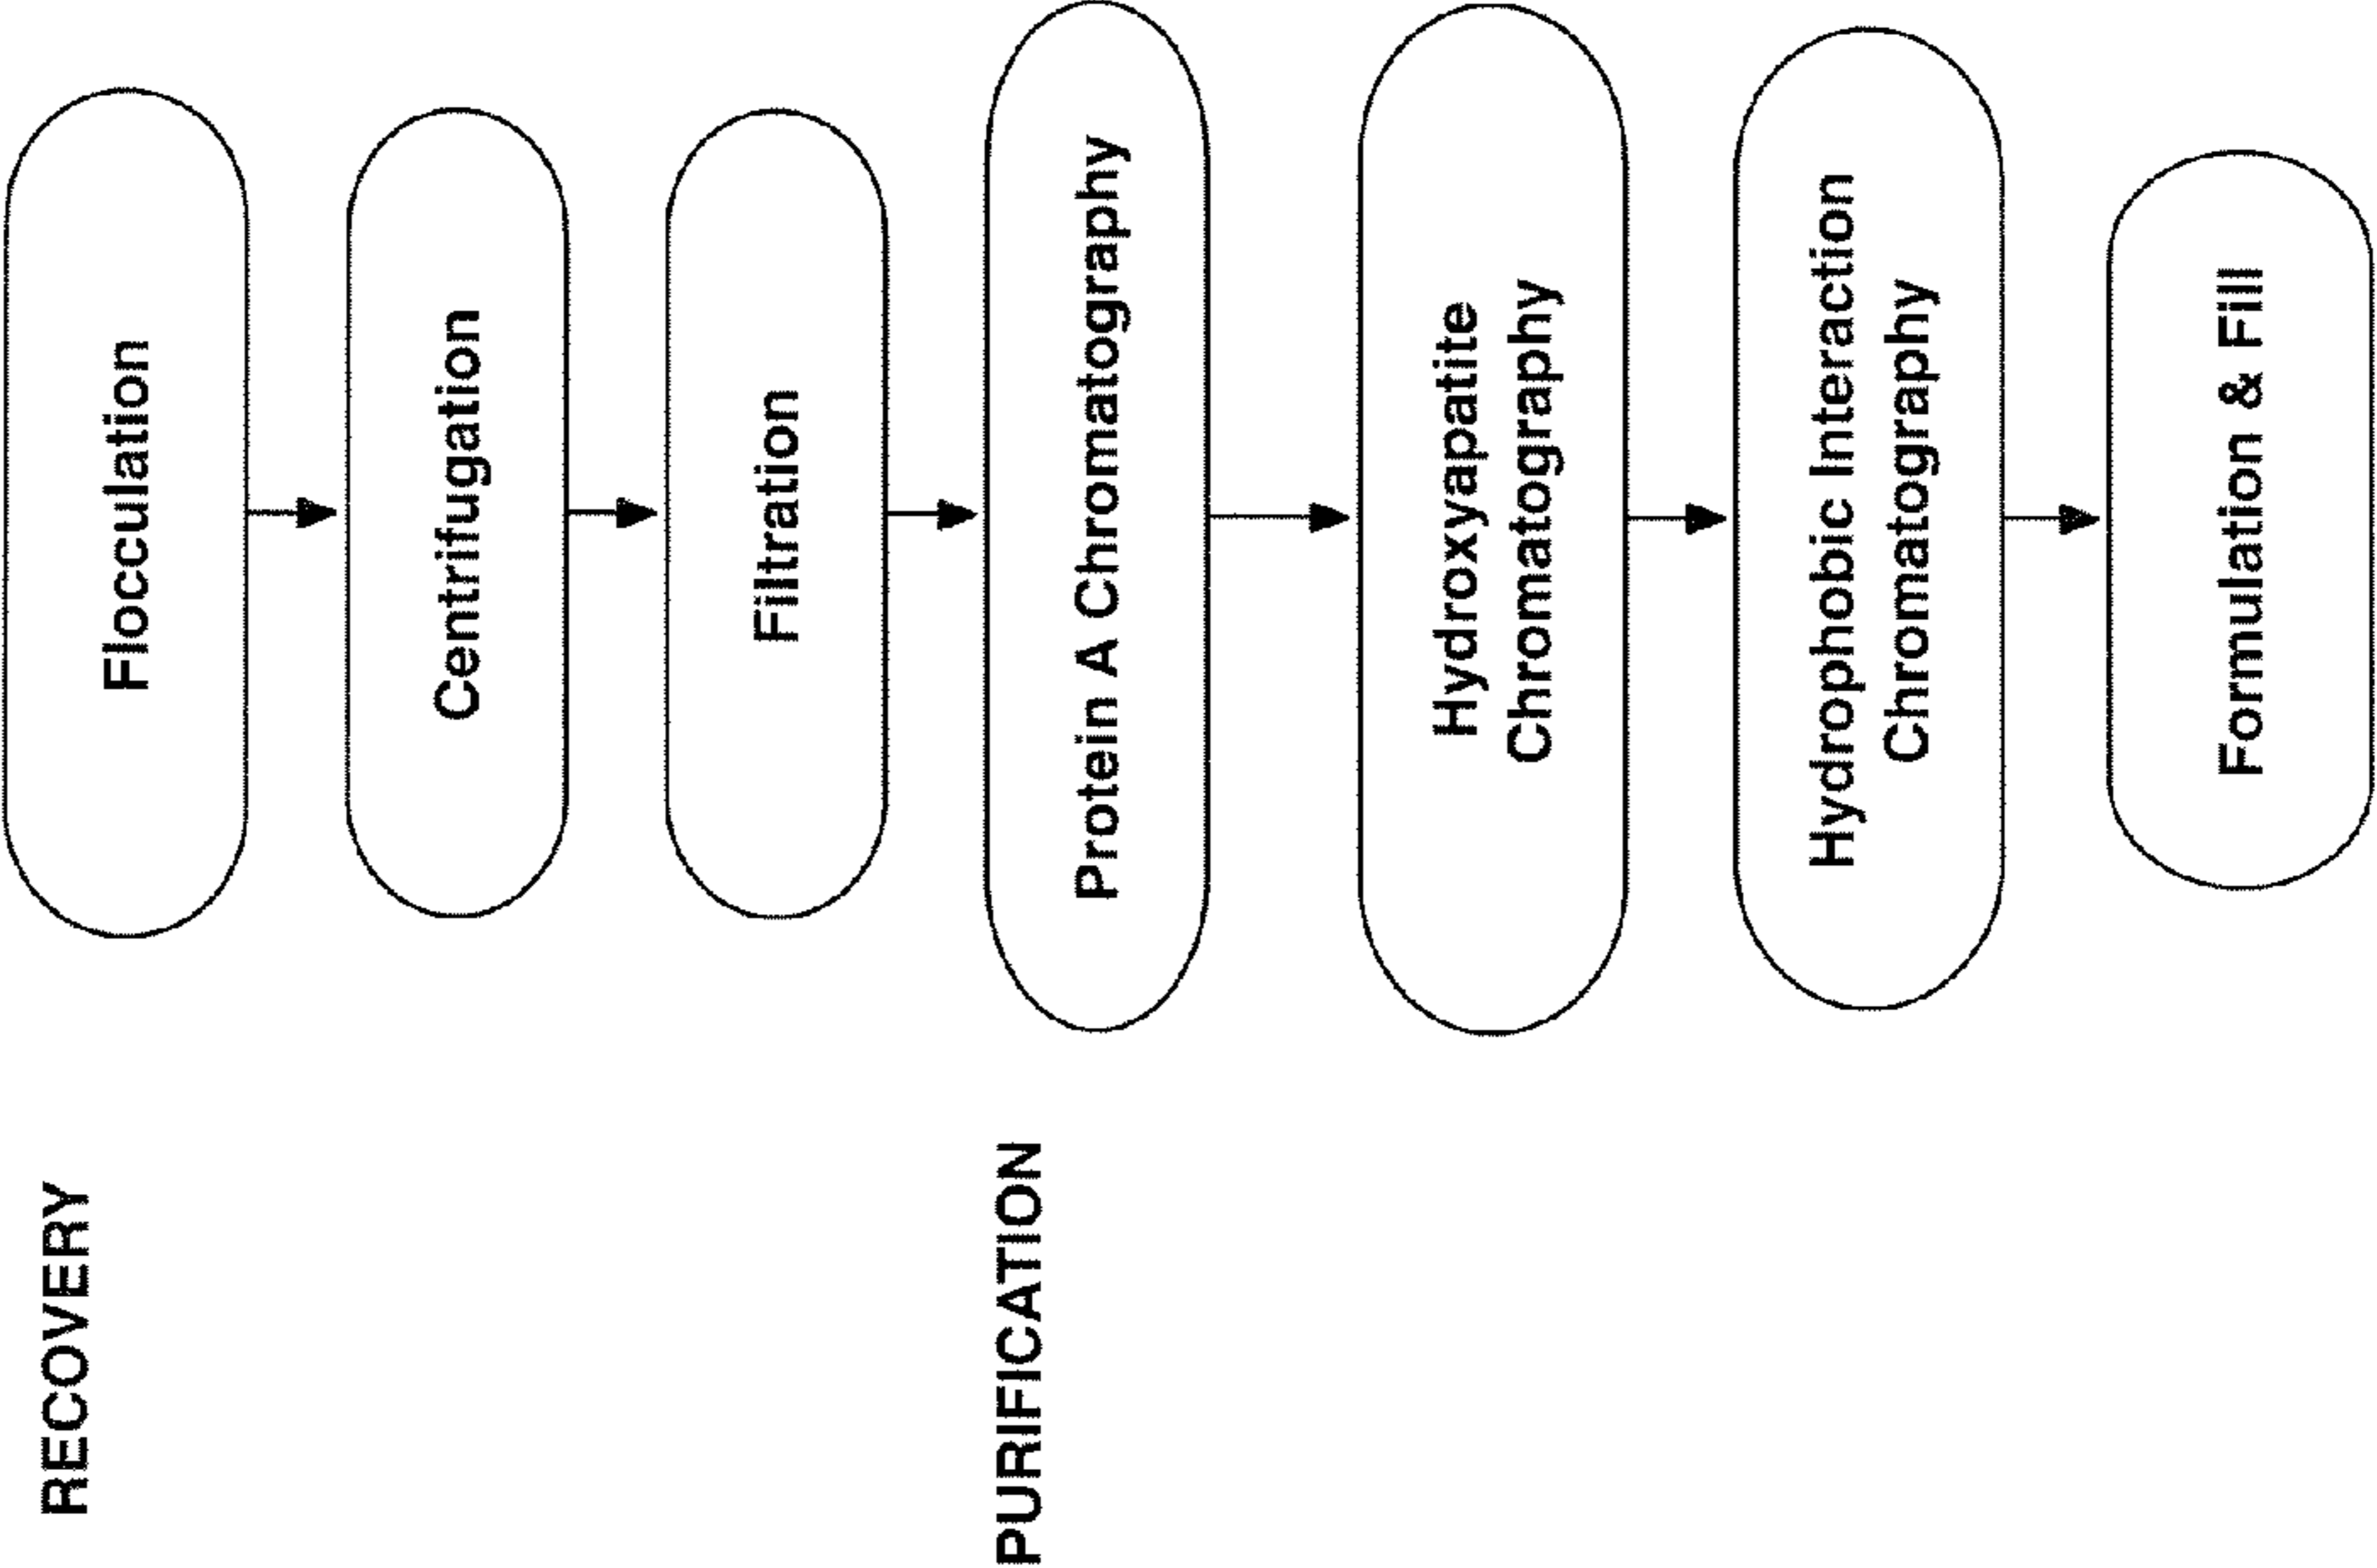 RECOVERY
Flocculation
Centrifugation
Filtration
PURIFICATION
Protein A Chromatography
Hydroxyapatite
Chromatography
Hydrophobic Interaction
Chromatography
Formulation & Fill